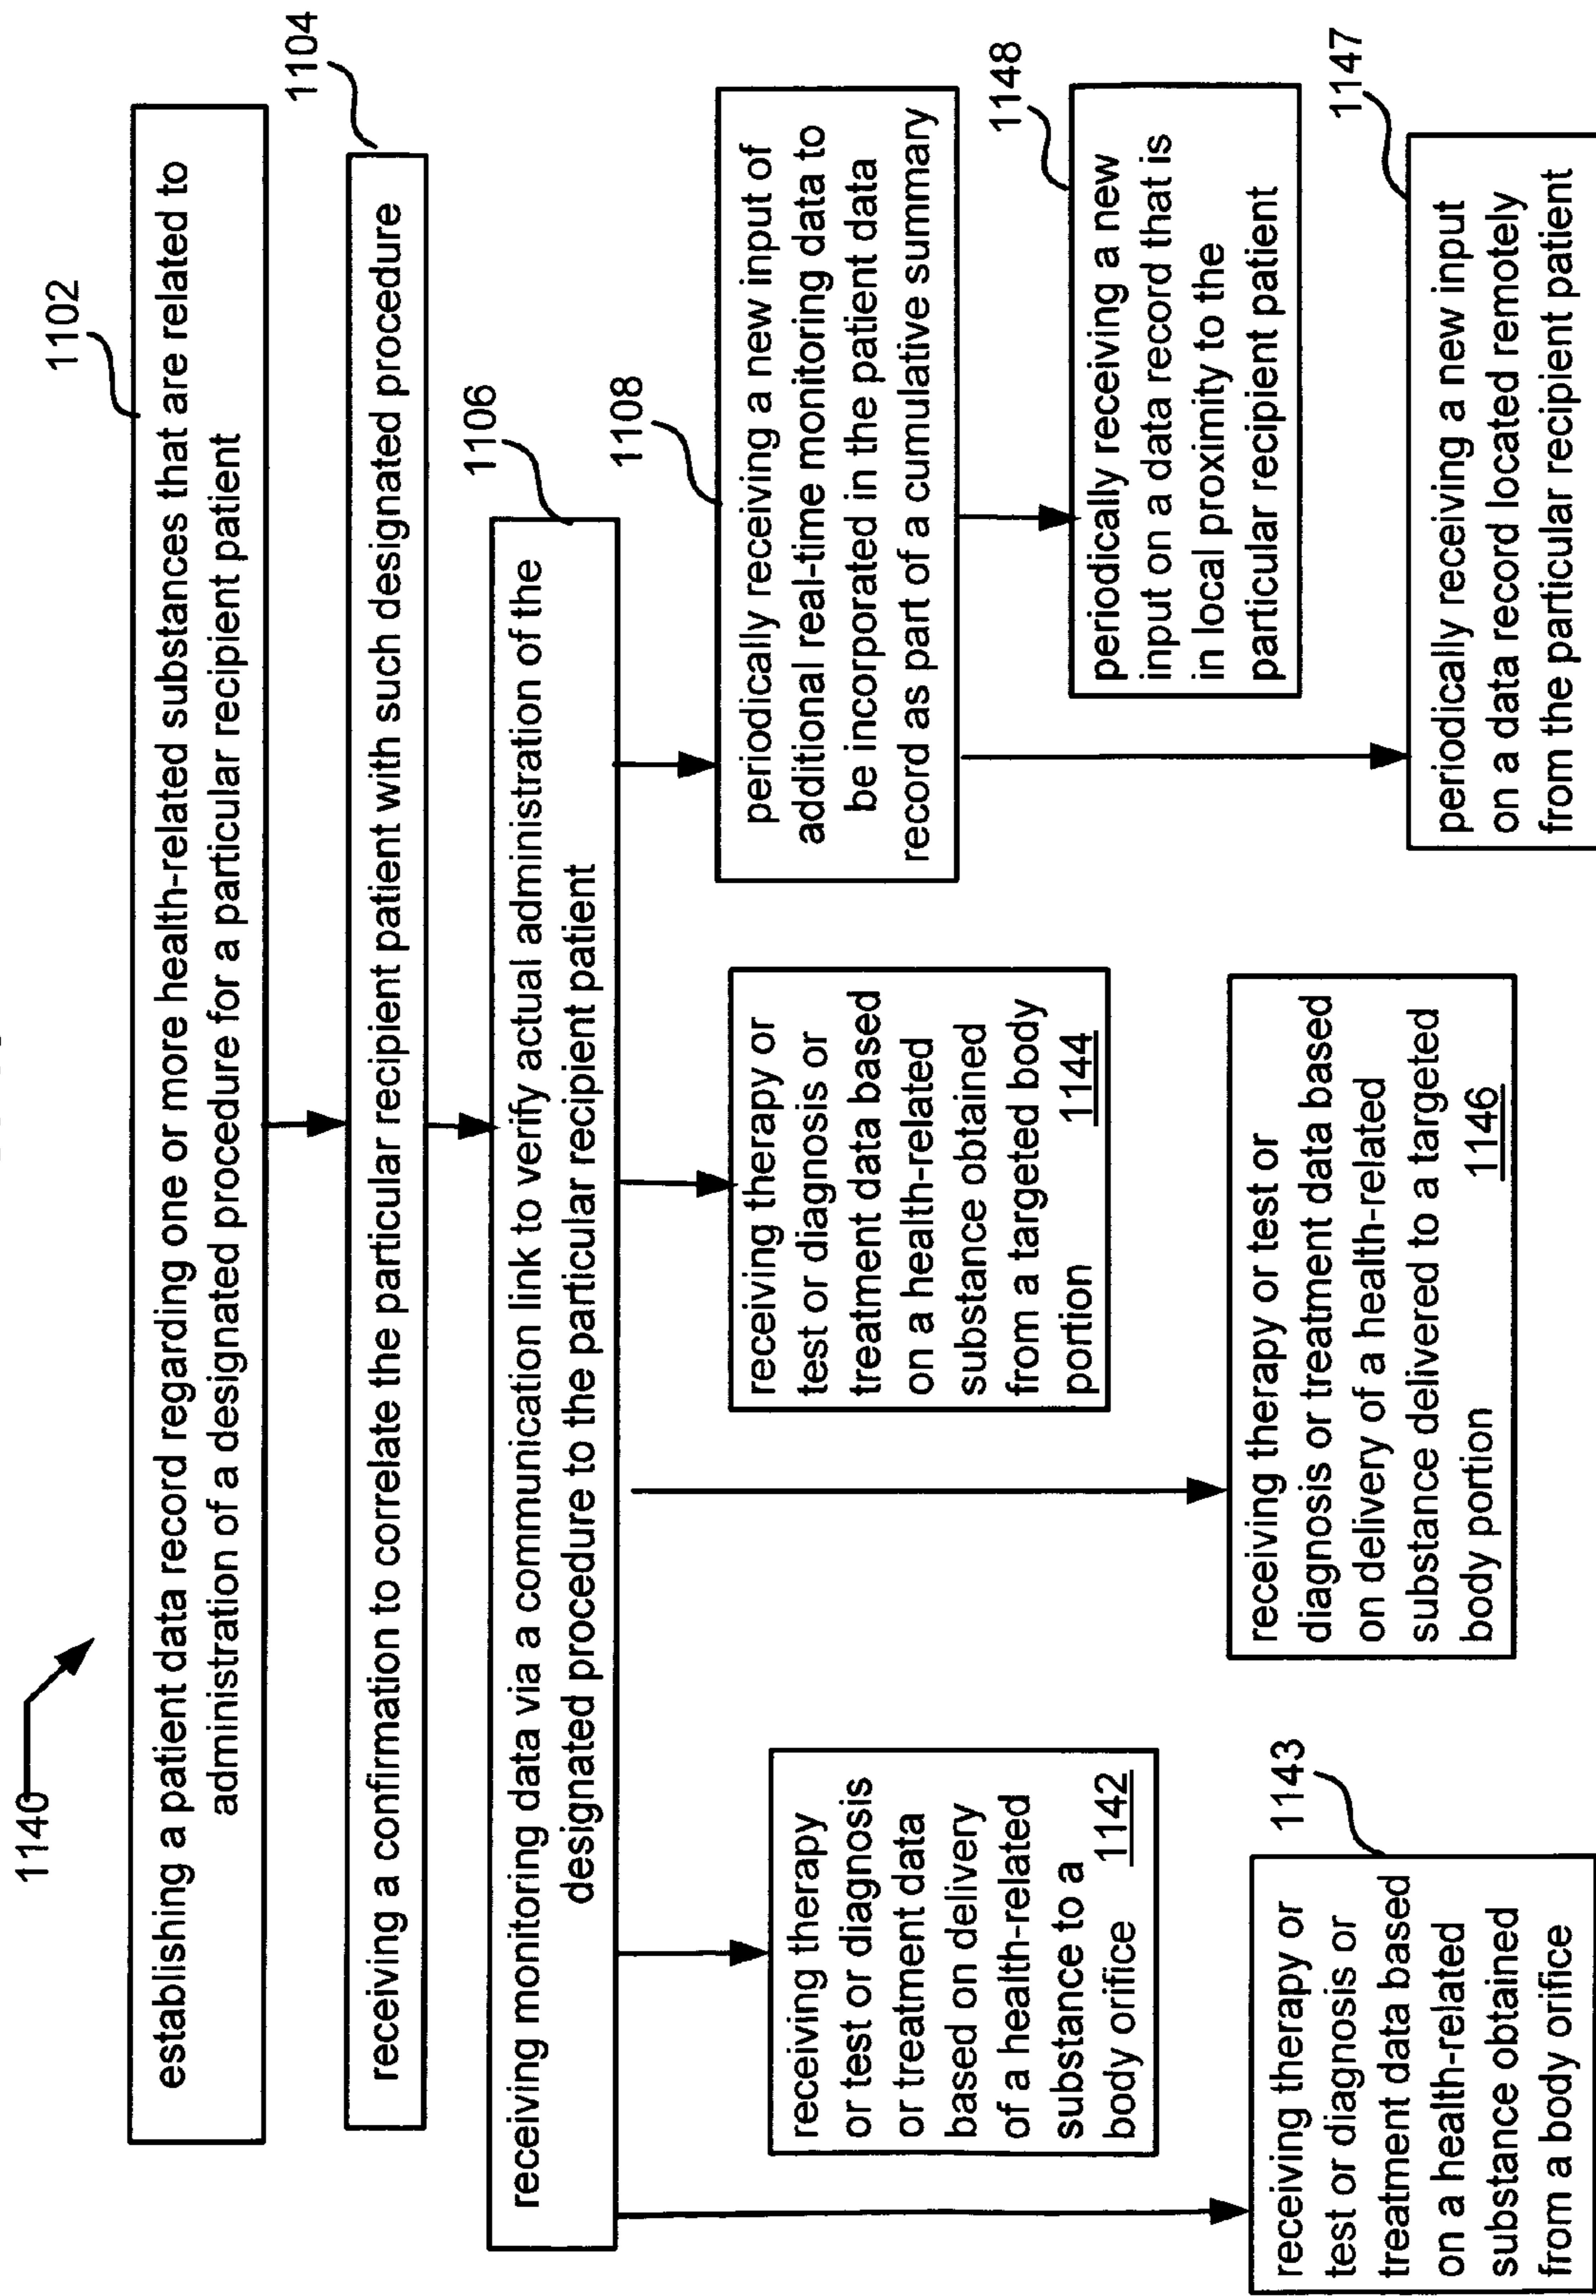 1140
1102
establishing a patient data record regarding one or more health-related substances that are related to
administration of a designated procedure for a particular recipient patient
1104
receiving a confirmation to correlate the particular recipient patient with such designated procedure
1106
receiving monitoring data via a communication link to verify actual administration of the
designated procedure to the particular recipient patient
1108
periodically receiving a new input of
additional real-time monitoring data to
be incorporated in the patient data
record as part of a cumulative summary
receiving therapy
or test or diagnosis
or treatment data
based on delivery
of a health-related
substance to a
body orifice 1142
receiving therapy or
test or diagnosis or
treatment data based
on a health-related
substance obtained
from a targeted body
portion 1144
1148
periodically receiving a new
input on a data record that is
in local proximity to the
particular recipient patient
1143
receiving therapy or
test or diagnosis or
treatment data based
on a health-related
substance obtained
from a body orifice
receiving therapy or test or
diagnosis or treatment data based
on delivery of a health-related
substance delivered to a targeted
body portion 1146
1147
periodically receiving a new input
on a data record located remotely
from the particular recipient patient